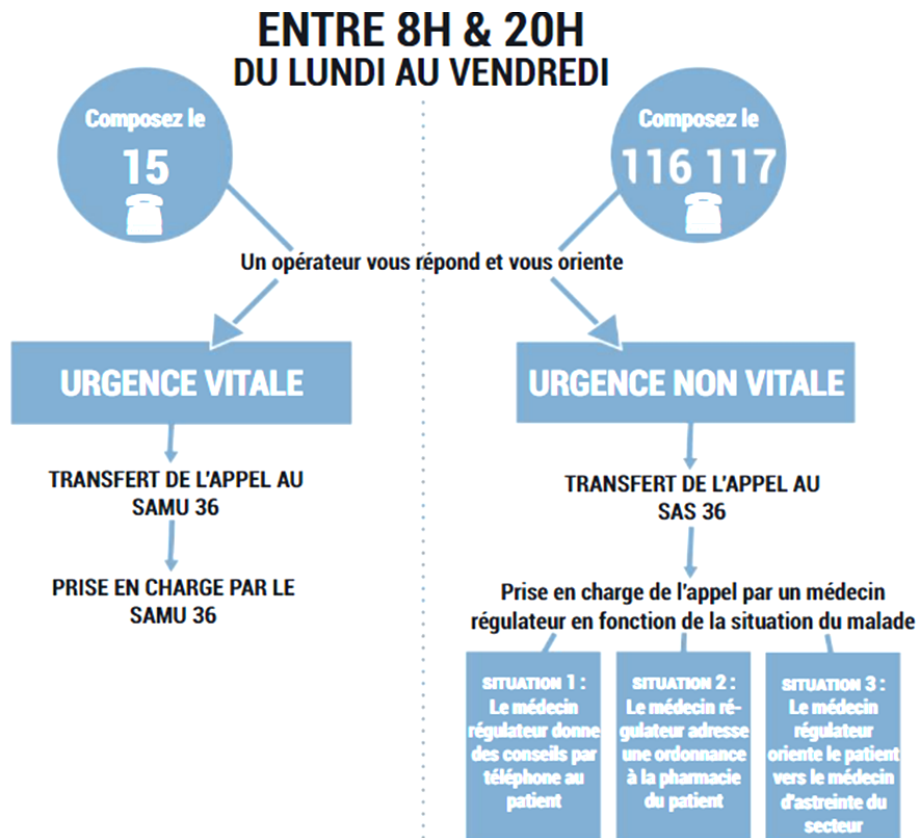 ENTRE 8H & 20H
DU LUNDI AU VENDREDI
Composez le
15
Composez le
116 117
Un opérateur vous répond et vous oriente
URGENCE VITALE
TRANSFERT DE L'APPEL AU
SAMU 36
PRISE EN CHARGE PAR LE
SAMU 36
URGENCE NON VITALE
TRANSFERT DE L'APPEL AU
SAS 36
Prise en charge de l'appel par un médecin
régulateur en fonction de la situation du malade
SITUATION 1 :
Le médecin
régulateur donne
des conseils par
téléphone au
patient
SITUATION 2 :
Le médecin ré-
gulateur adresse
une ordonnance
à la pharmacie
du patient
SITUATION 3 :
Le médecin
régulateur
oriente le patient
vers le médecin
d'astreinte du
secteur